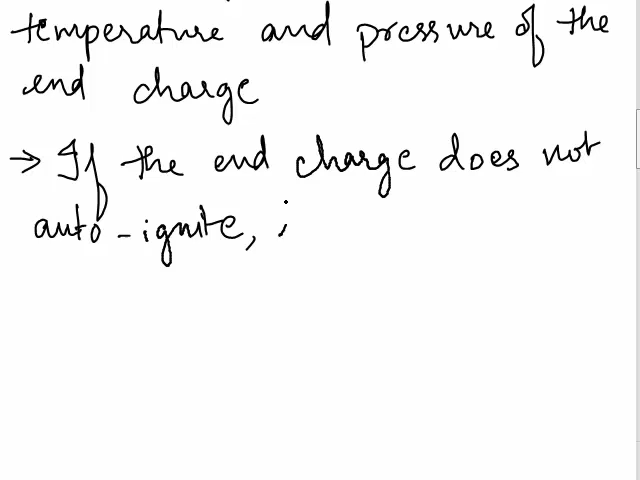 temperature and pressure of the
end charge
→ If the end charge does not
auto-ignite, i